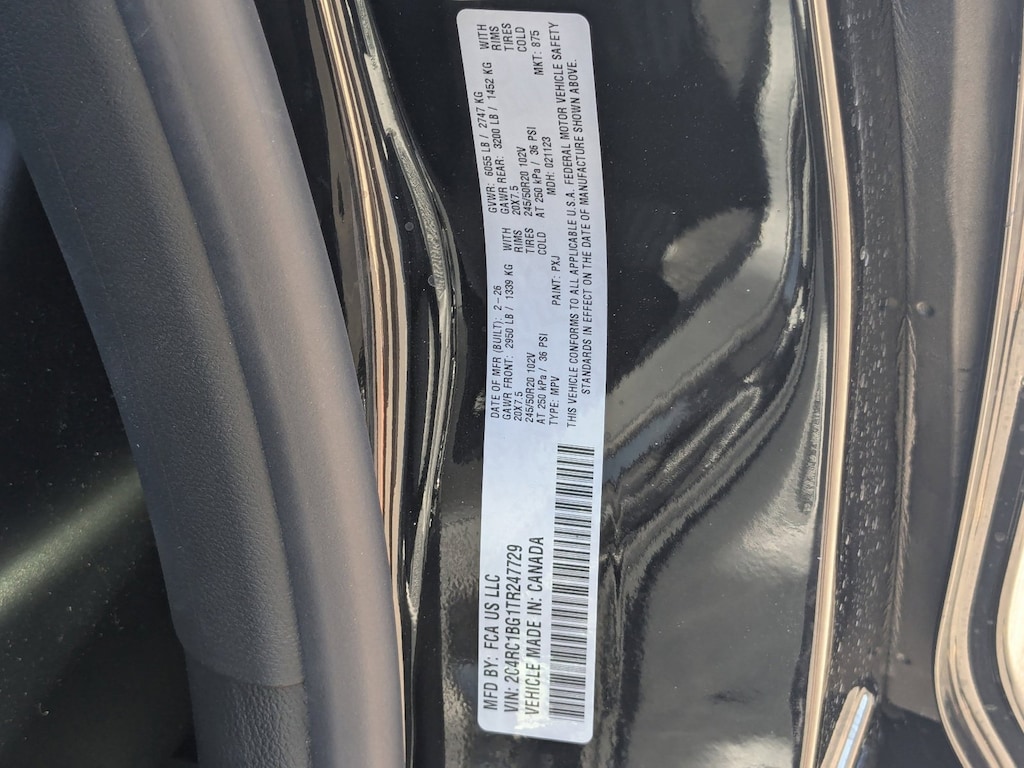 MFD BY: FCA US LLC
VIN: 2C4RC1BG1TR247729
VEHICLE MADE IN: CANADA
DATE OF MFR (BUILT): 2-26 GVWR: 6055 LB / 2747 KG WITH
GAWR FRONT: 2950 LB / 1339 KG WITH GAWR REAR: 3200 LB / 1452 KG RIMS
20X7.5 RIMS 20X7.5 TIRES
245/50R20 102V TIRES 245/50R20 102V COLD
AT 250 kPa / 36 PSI COLD AT 250 kPa / 36 PSI
TYPE: MPV PAINT: PXJ MDH: 021123 MKT: 875
THIS VEHICLE CONFORMS TO ALL APPLICABLE U.S.A. FEDERAL MOTOR VEHICLE SAFETY
STANDARDS IN EFFECT ON THE DATE OF MANUFACTURE SHOWN ABOVE.